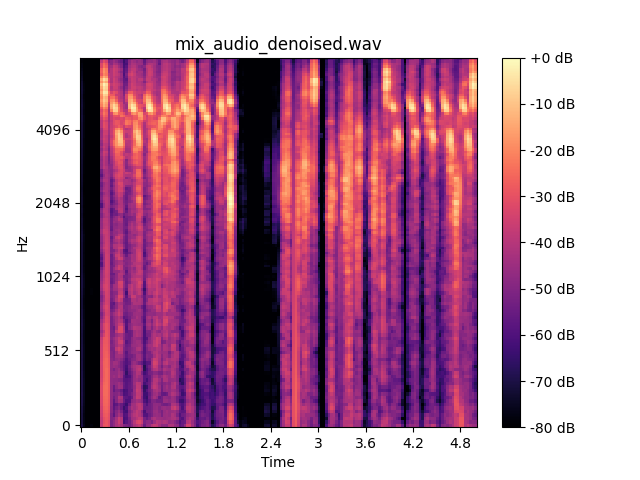 mix_audio_denoised.wav
Hz
4096
2048
1024
512
0
0 0.6 1.2 1.8 2.4 3 3.6 4.2 4.8
Time
+0 dB
-10 dB
-20 dB
-30 dB
-40 dB
-50 dB
-60 dB
-70 dB
-80 dB